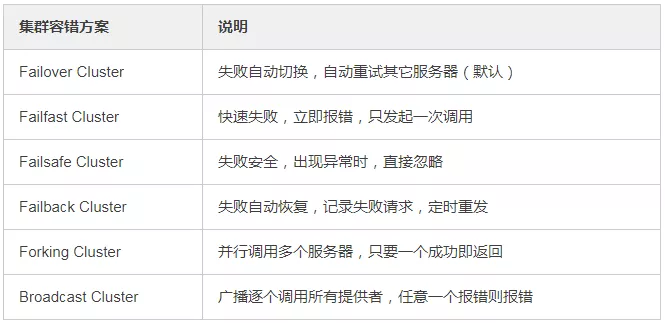 集群容错方案 说明
Failover Cluster 失败自动切换，自动重试其它服务器（默认）
Failfast Cluster 快速失败，立即报错，只发起一次调用
Failsafe Cluster 失败安全，出现异常时，直接忽略
Failback Cluster 失败自动恢复，记录失败请求，定时重发
Forking Cluster 并行调用多个服务器，只要一个成功即返回
Broadcast Cluster 广播逐个调用所有提供者，任意一个报错则报错